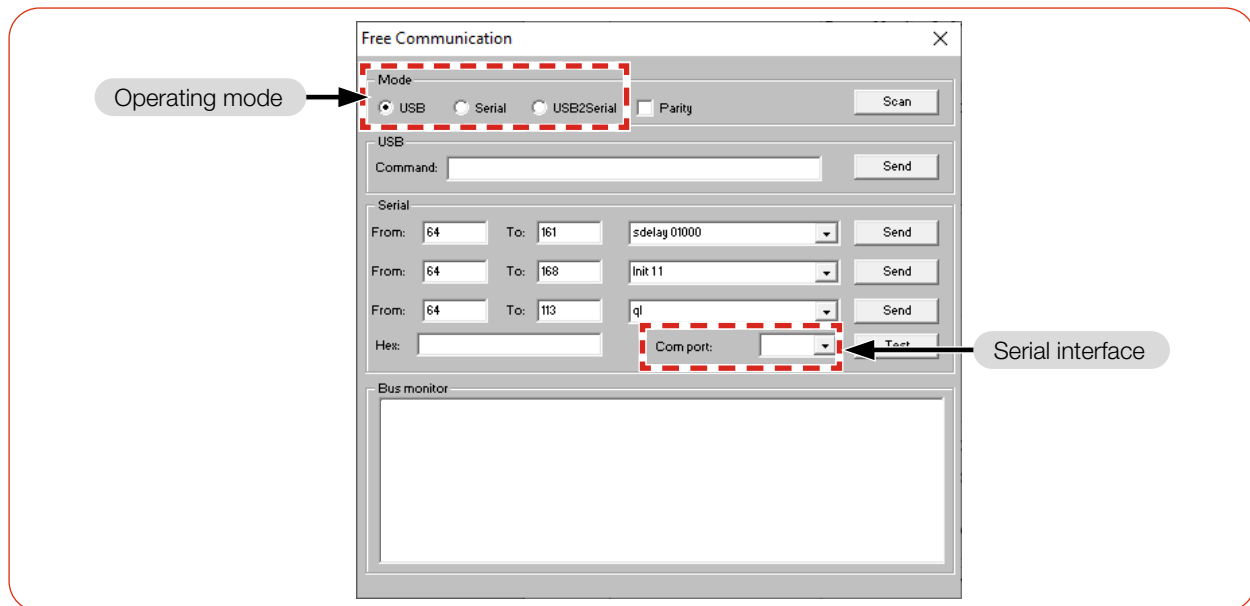 Free Communication
Operating mode
Mode
USB Serial USB2Serial Parity Scan
USB
Command: Send
Serial
From: 64 To: 161 sdelay 01000 Send
From: 64 To: 168 Init 11 Send
From: 64 To: 113 ql Send
Hex: Com port: Test
Serial interface
Bus monitor